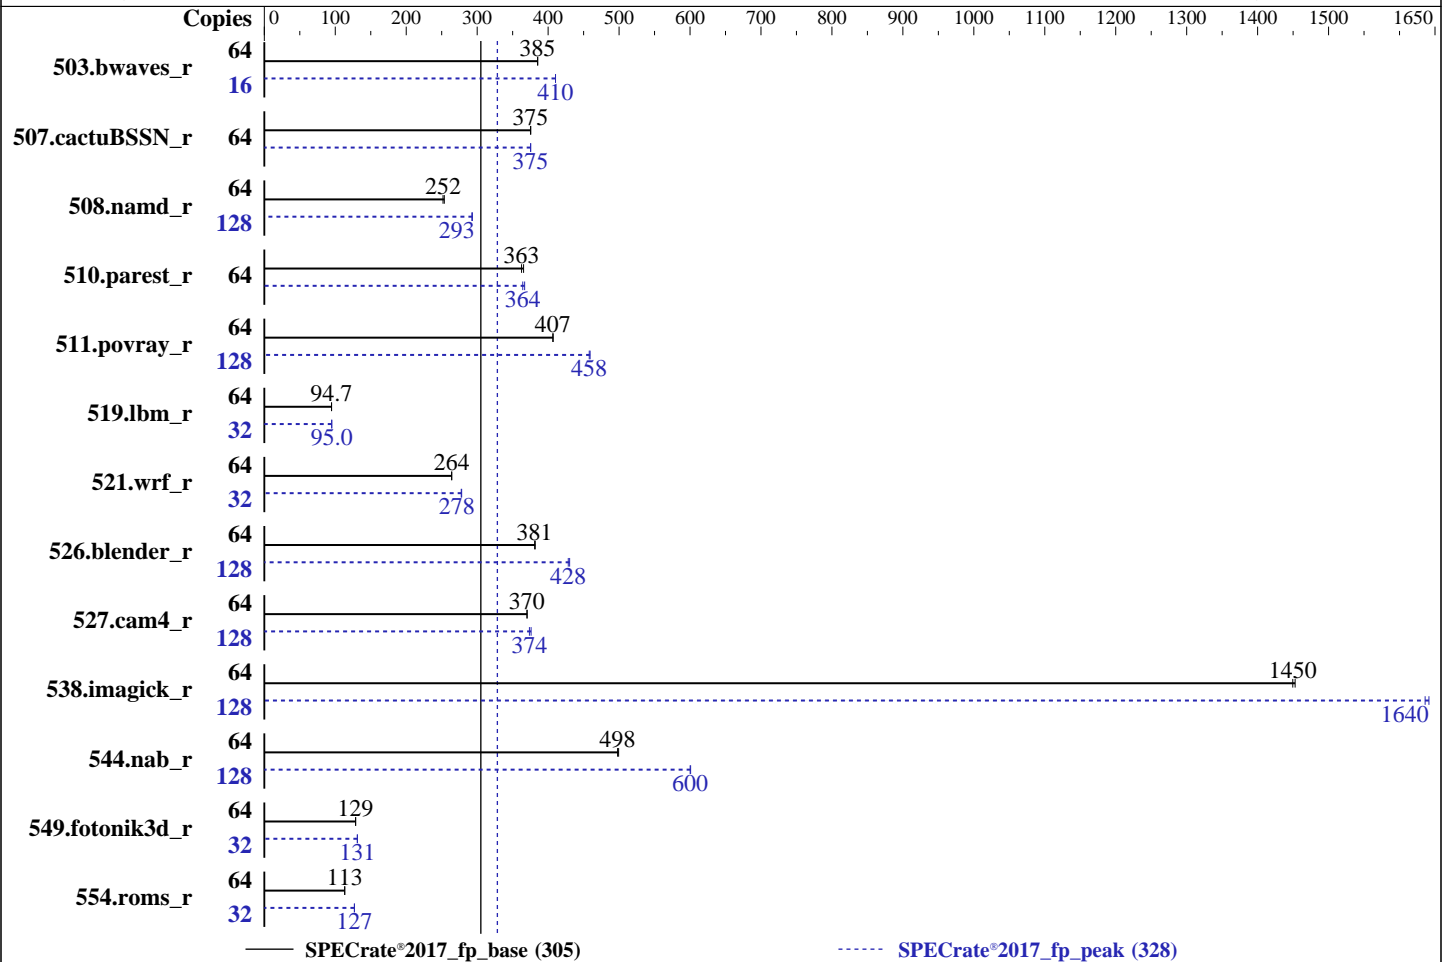 Copies 0 100 200 300 400 500 600 700 800 900 1000 1100 1200 1300 1400 1500 1650
503.bwaves_r 64 385
16 410
507.cactuBSSN_r 64 375
375
508.namd_r 64 252
128 293
510.parest_r 64 363
364
511.povray_r 64 407
128 458
519.lbm_r 64 94.7
32 95.0
521.wrf_r 64 264
32 278
526.blender_r 64 381
128 428
527.cam4_r 64 370
128 374
538.imagick_r 64 1450
128 1640
544.nab_r 64 498
128 600
549.fotonik3d_r 64 129
32 131
554.roms_r 64 113
32 127
SPECrate®2017_fp_base (305) SPECrate®2017_fp_peak (328)